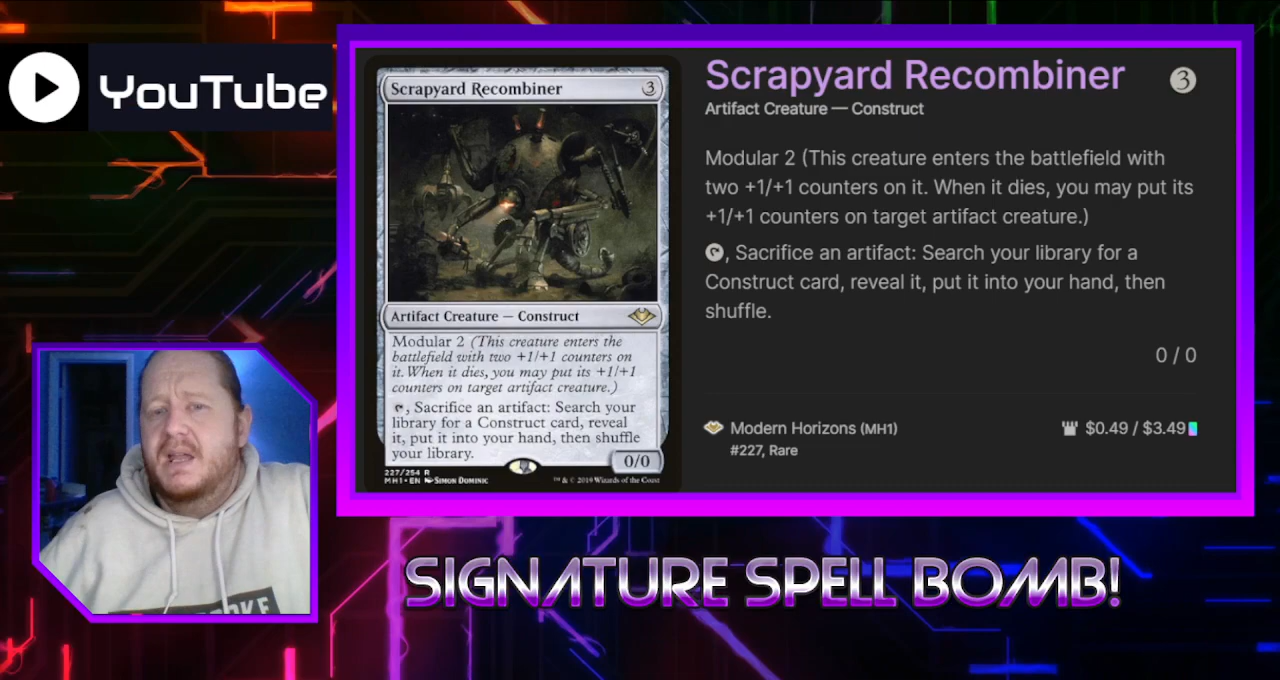 YouTube
Scrapyard Recombiner 3
Modular 2 (This creature enters the
battlefield with two +1/+1 counters on
it. When it dies, you may put its +1/+1
counters on target artifact creature.)
, Sacrifice an artifact: Search your
library for a Construct card, reveal
it, put it into your hand, then shuffle
your library.
Artifact Creature — Construct
0/0
227/254 R
MH1 • EN Simon Dominic
™ & © 2019 Wizards of the Coast
Scrapyard Recombiner 3
Artifact Creature — Construct
Modular 2 (This creature enters the battlefield with
two +1/+1 counters on it. When it dies, you may put its
+1/+1 counters on target artifact creature.)
, Sacrifice an artifact: Search your library for a
Construct card, reveal it, put it into your hand, then
shuffle.
0 / 0
Modern Horizons (MH1)
#227, Rare
$0.49 / $3.49
SIGNATURE SPELL BOMB!